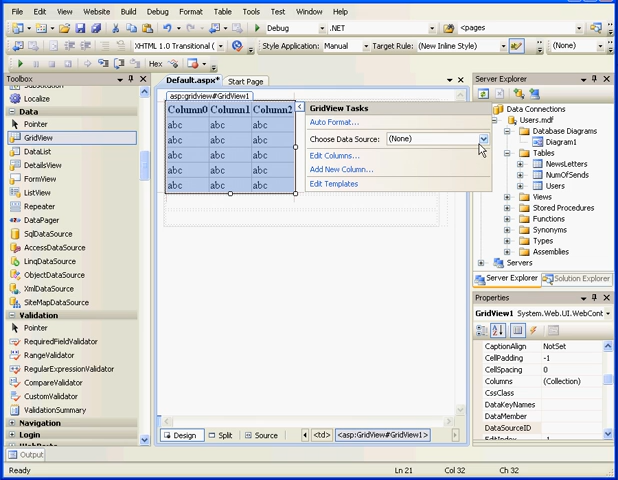 File Edit View Website Build Debug Format Table Tools Test Window Help
Debug .NET <pages
XHTML 1.0 Transitional ( Style Application: Manual Target Rule: (New Inline Style) (None)
Hex
Toolbox
Default.aspx* Start Page
Server Explorer
Localize
Data
Pointer
GridView
DataList
DetailsView
FormView
ListView
Repeater
DataPager
SqlDataSource
AccessDataSource
LinqDataSource
ObjectDataSource
XmlDataSource
SiteMapDataSource
Validation
Pointer
RequiredFieldValidator
RangeValidator
RegularExpressionValidator
CompareValidator
CustomValidator
ValidationSummary
Navigation
Login
asp:gridview#GridView1
Column0 Column1 Column2
abc abc abc
abc abc abc
abc abc abc
abc abc abc
abc abc abc
GridView Tasks
Auto Format...
Choose Data Source: (None)
Edit Columns...
Add New Column...
Edit Templates
Data Connections
Users.mdf
Database Diagrams
Diagram1
Tables
NewsLetters
NumOfSends
Users
Views
Stored Procedures
Functions
Synonyms
Types
Assemblies
Servers
Server Explorer Solution Explorer
Properties
GridView1 System.Web.UI.WebCont
CaptionAlign NotSet
CellPadding -1
CellSpacing 0
Columns (Collection)
CssClass
DataKeyNames
DataMember
DataSourceID
EditIndex -1
Design Split Source <td> <asp:GridView#GridView1>
Output
Ready Ln 21 Col 32 Ch 32